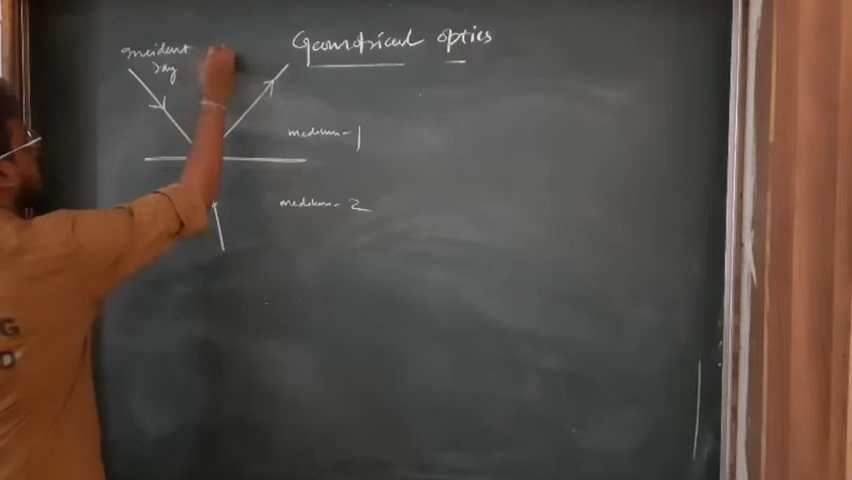 Geometrical optics
incident
ray
medium-1
medium-2
G
D